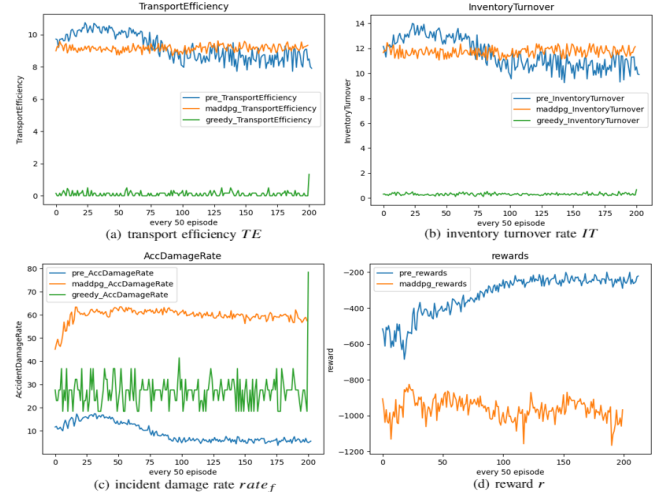 TransportEfficiency
TransportEfficiency
10
8
6
4
2
0
pre_TransportEfficiency
maddpg_TransportEfficiency
greedy_TransportEfficiency
0 25 50 75 100 125 150 175 200
every 50 episode
(a) transport efficiency TE
InventoryTurnover
InventoryTurnover
14
12
10
8
6
4
2
0
pre_InventoryTurnover
maddpg_InventoryTurnover
greedy_InventoryTurnover
0 25 50 75 100 125 150 175 200
every 50 episode
(b) inventory turnover rate IT
AccDamageRate
AccidentDamageRate
80
70
60
50
40
30
20
10
pre_AccDamageRate
maddpg_AccDamageRate
greedy_AccDamageRate
0 25 50 75 100 125 150 175 200
every 50 episode
(c) incident damage rate rate_f
rewards
reward
−200
−400
−600
−800
−1000
−1200
pre_rewards
maddpg_rewards
0 50 100 150 200
every 50 episode
(d) reward r